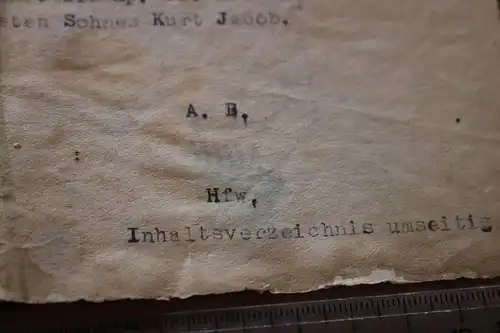 sten Sohnes Kurt Jacob.
A. B,
Hfw,
Inhaltsverzeichnis umseitig